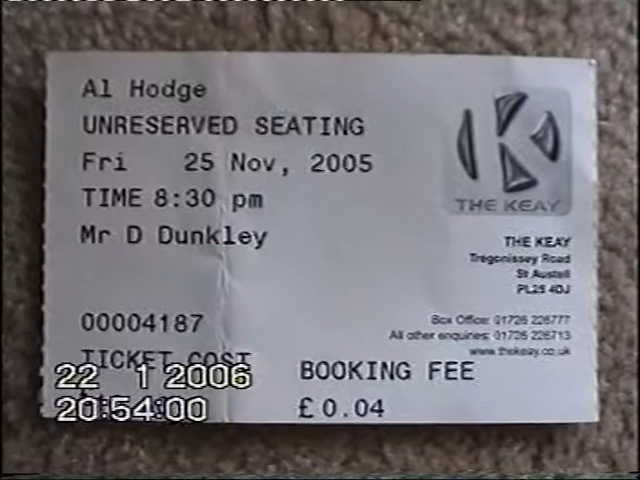 Al Hodge
UNRESERVED SEATING
Fri 25 Nov, 2005
TIME 8:30 pm
Mr D Dunkley
THE KEAY
THE KEAY
Tregonissey Road
St Austell
PL25 4DJ
00004187
Box Office: 01726 226777
All other enquiries: 01726 226713
www.thekeay.co.uk
TICKET COST
BOOKING FEE
£0.04
22 1 2006
20:54:00